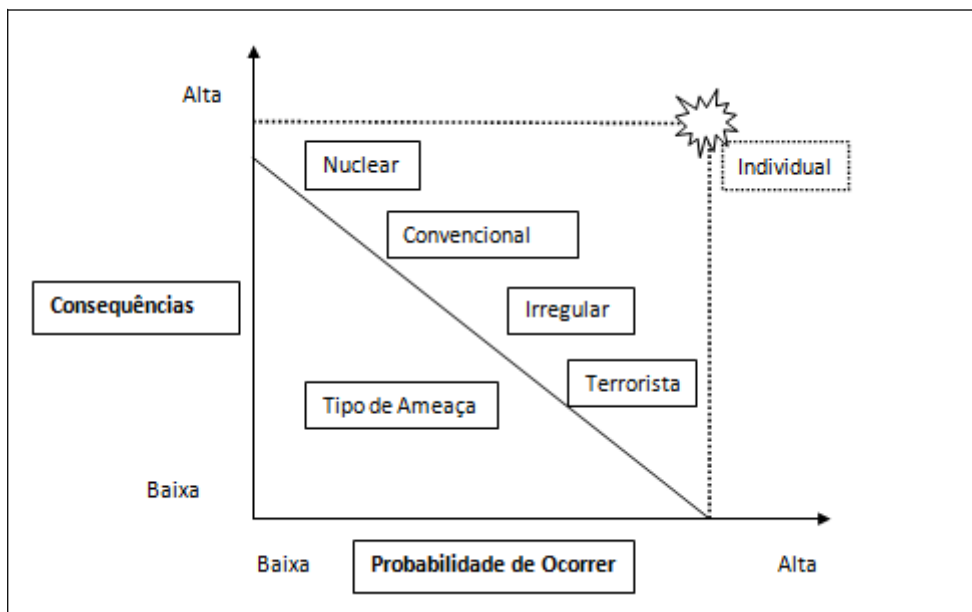 Alta
Nuclear
Individual
Convencional
Consequências
Irregular
Terrorista
Tipo de Ameaça
Baixa
Baixa
Probabilidade de Ocorrer
Alta